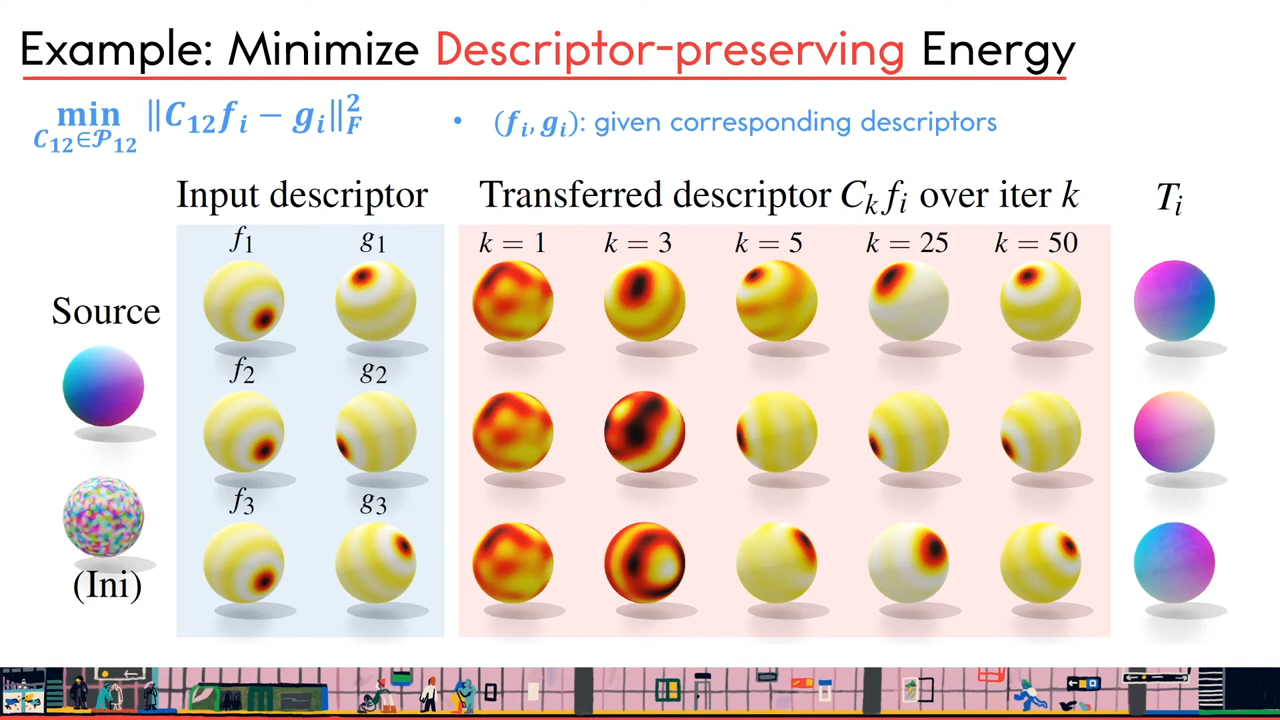 Example: Minimize Descriptor-preserving Energy
min ‖C₁₂fᵢ − gᵢ‖²_F
C₁₂∈𝒫₁₂
• (fᵢ, gᵢ): given corresponding descriptors
Input descriptor
Transferred descriptor Cₖfᵢ over iter k
Tᵢ
f₁ g₁ k = 1 k = 3 k = 5 k = 25 k = 50
Source
f₂ g₂
f₃ g₃
(Ini)